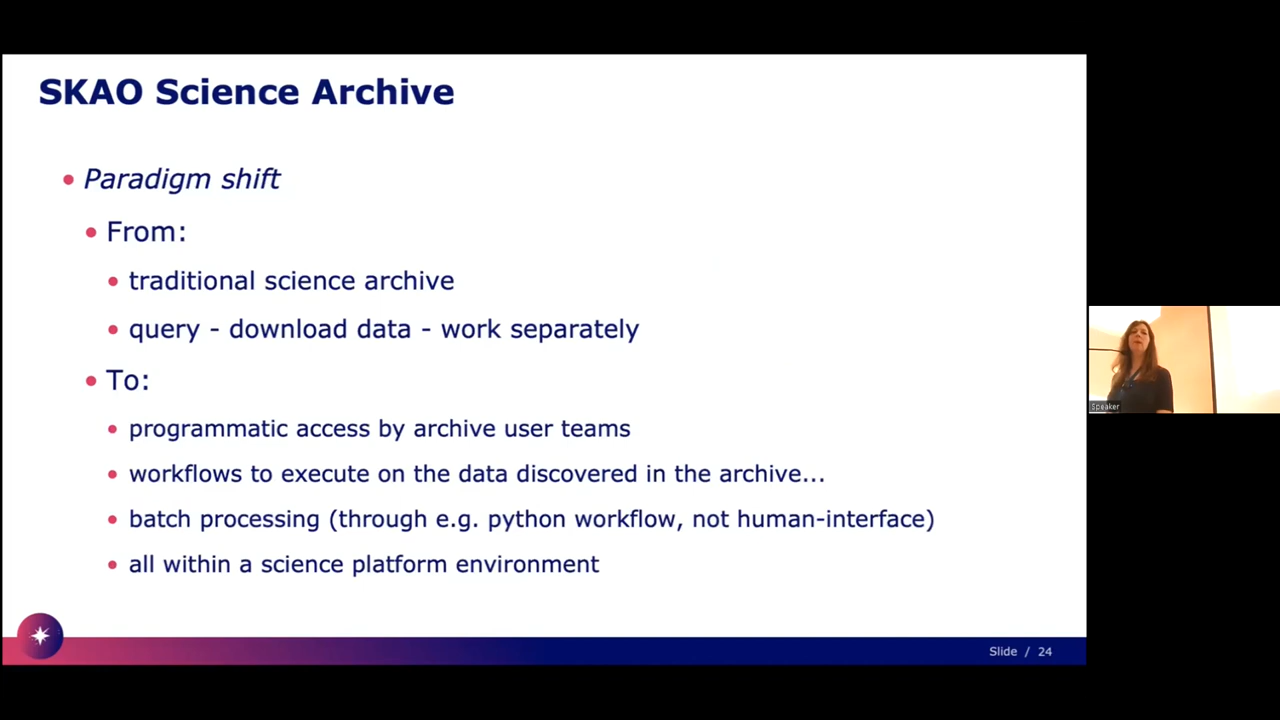 SKAO Science Archive
Paradigm shift
From:
traditional science archive
query - download data - work separately
To:
programmatic access by archive user teams
workflows to execute on the data discovered in the archive...
batch processing (through e.g. python workflow, not human-interface)
all within a science platform environment
Slide / 24
Speaker